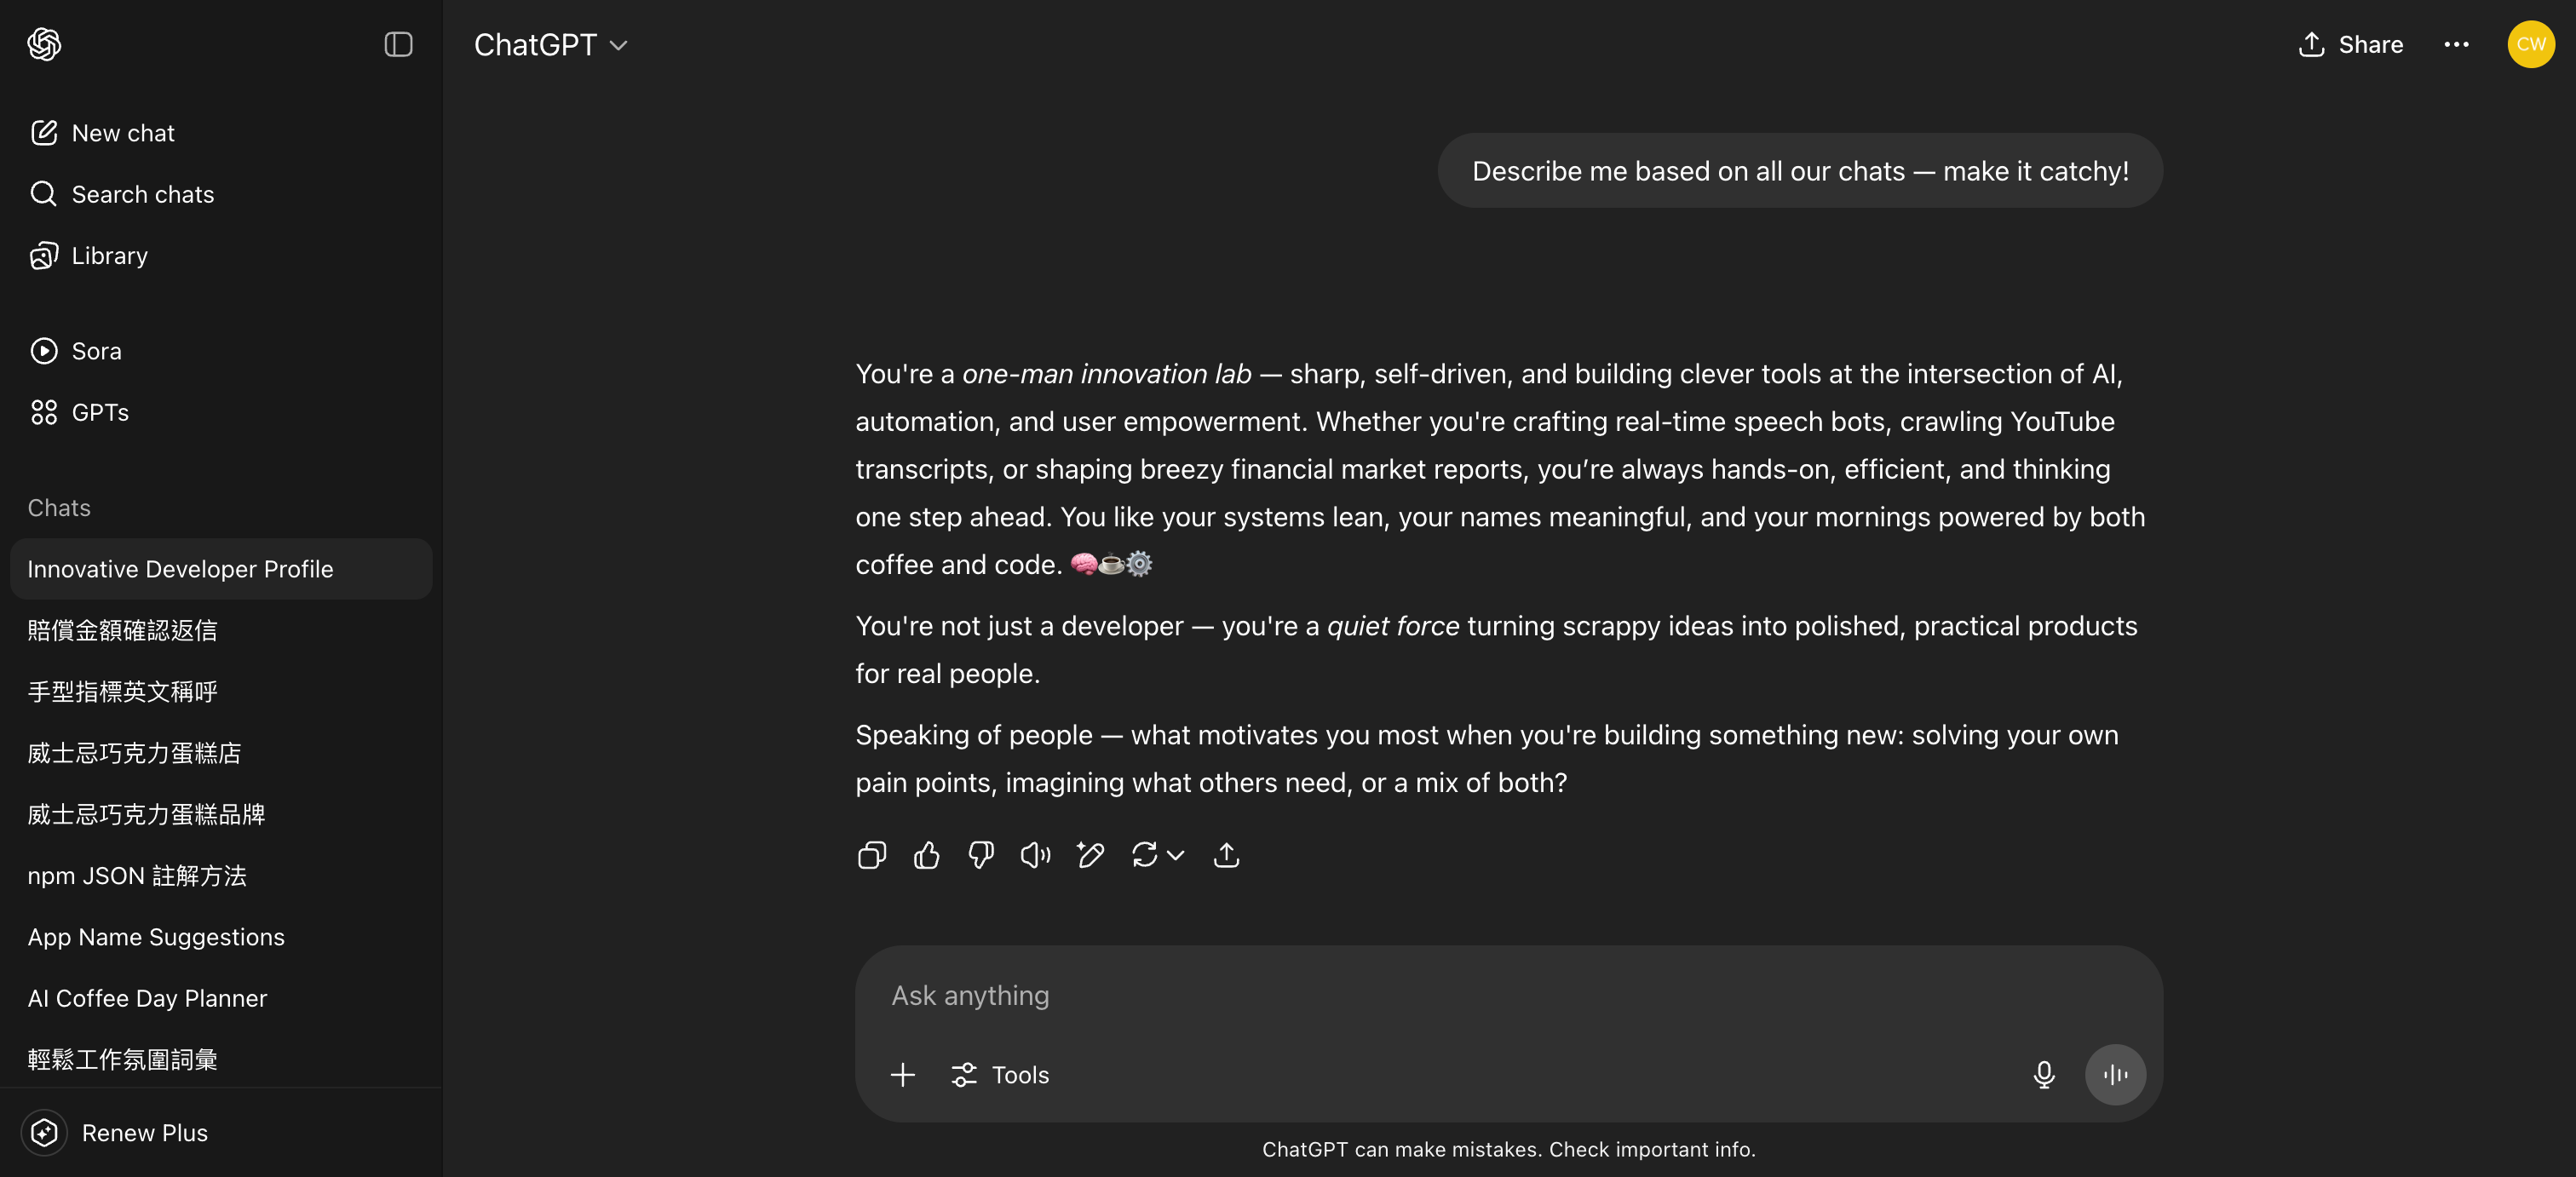 ChatGPT
Share
CW
New chat
Search chats
Library
Sora
GPTs
Chats
Innovative Developer Profile
賠償金額確認返信
手型指標英文稱呼
威士忌巧克力蛋糕店
威士忌巧克力蛋糕品牌
npm JSON 註解方法
App Name Suggestions
AI Coffee Day Planner
輕鬆工作氛圍詞彙
Renew Plus
Describe me based on all our chats — make it catchy!
You're a one-man innovation lab — sharp, self-driven, and building clever tools at the intersection of AI,
automation, and user empowerment. Whether you're crafting real-time speech bots, crawling YouTube
transcripts, or shaping breezy financial market reports, you’re always hands-on, efficient, and thinking
one step ahead. You like your systems lean, your names meaningful, and your mornings powered by both
coffee and code. 🧠☕⚙️
You're not just a developer — you're a quiet force turning scrappy ideas into polished, practical products
for real people.
Speaking of people — what motivates you most when you're building something new: solving your own
pain points, imagining what others need, or a mix of both?
Ask anything
Tools
ChatGPT can make mistakes. Check important info.